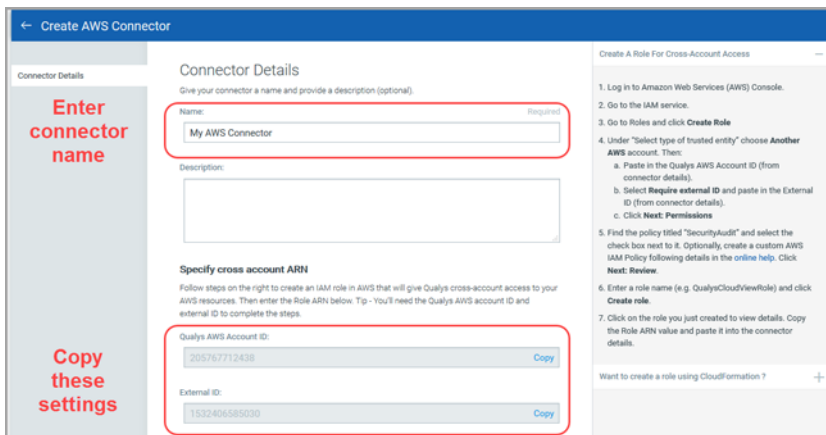 ← Create AWS Connector
Connector Details
Enter
connector
name
Copy
these
settings
Connector Details
Give your connector a name and provide a description (optional).
Name:
Required
My AWS Connector
Description:
Specify cross account ARN
Follow steps on the right to create an IAM role in AWS that will give Qualys cross-account access to your
AWS resources. Then enter the Role ARN below. Tip - You'll need the Qualys AWS account ID and
external ID to complete the steps.
Qualys AWS Account ID:
205767712438
Copy
External ID:
1532406585030
Copy
Create A Role For Cross-Account Access
1. Log in to Amazon Web Services (AWS) Console.
2. Go to the IAM service.
3. Go to Roles and click Create Role
4. Under "Select type of trusted entity" choose Another
AWS account. Then:
a. Paste in the Qualys AWS Account ID (from
connector details).
b. Select Require external ID and paste in the External
ID (from connector details).
c. Click Next: Permissions
5. Find the policy titled "SecurityAudit" and select the
check box next to it. Optionally, create a custom AWS
IAM Policy following details in the online help. Click
Next: Review.
6. Enter a role name (e.g. QualysCloudViewRole) and click
Create role.
7. Click on the role you just created to view details. Copy
the Role ARN value and paste it into the connector
details.
Want to create a role using CloudFormation ?